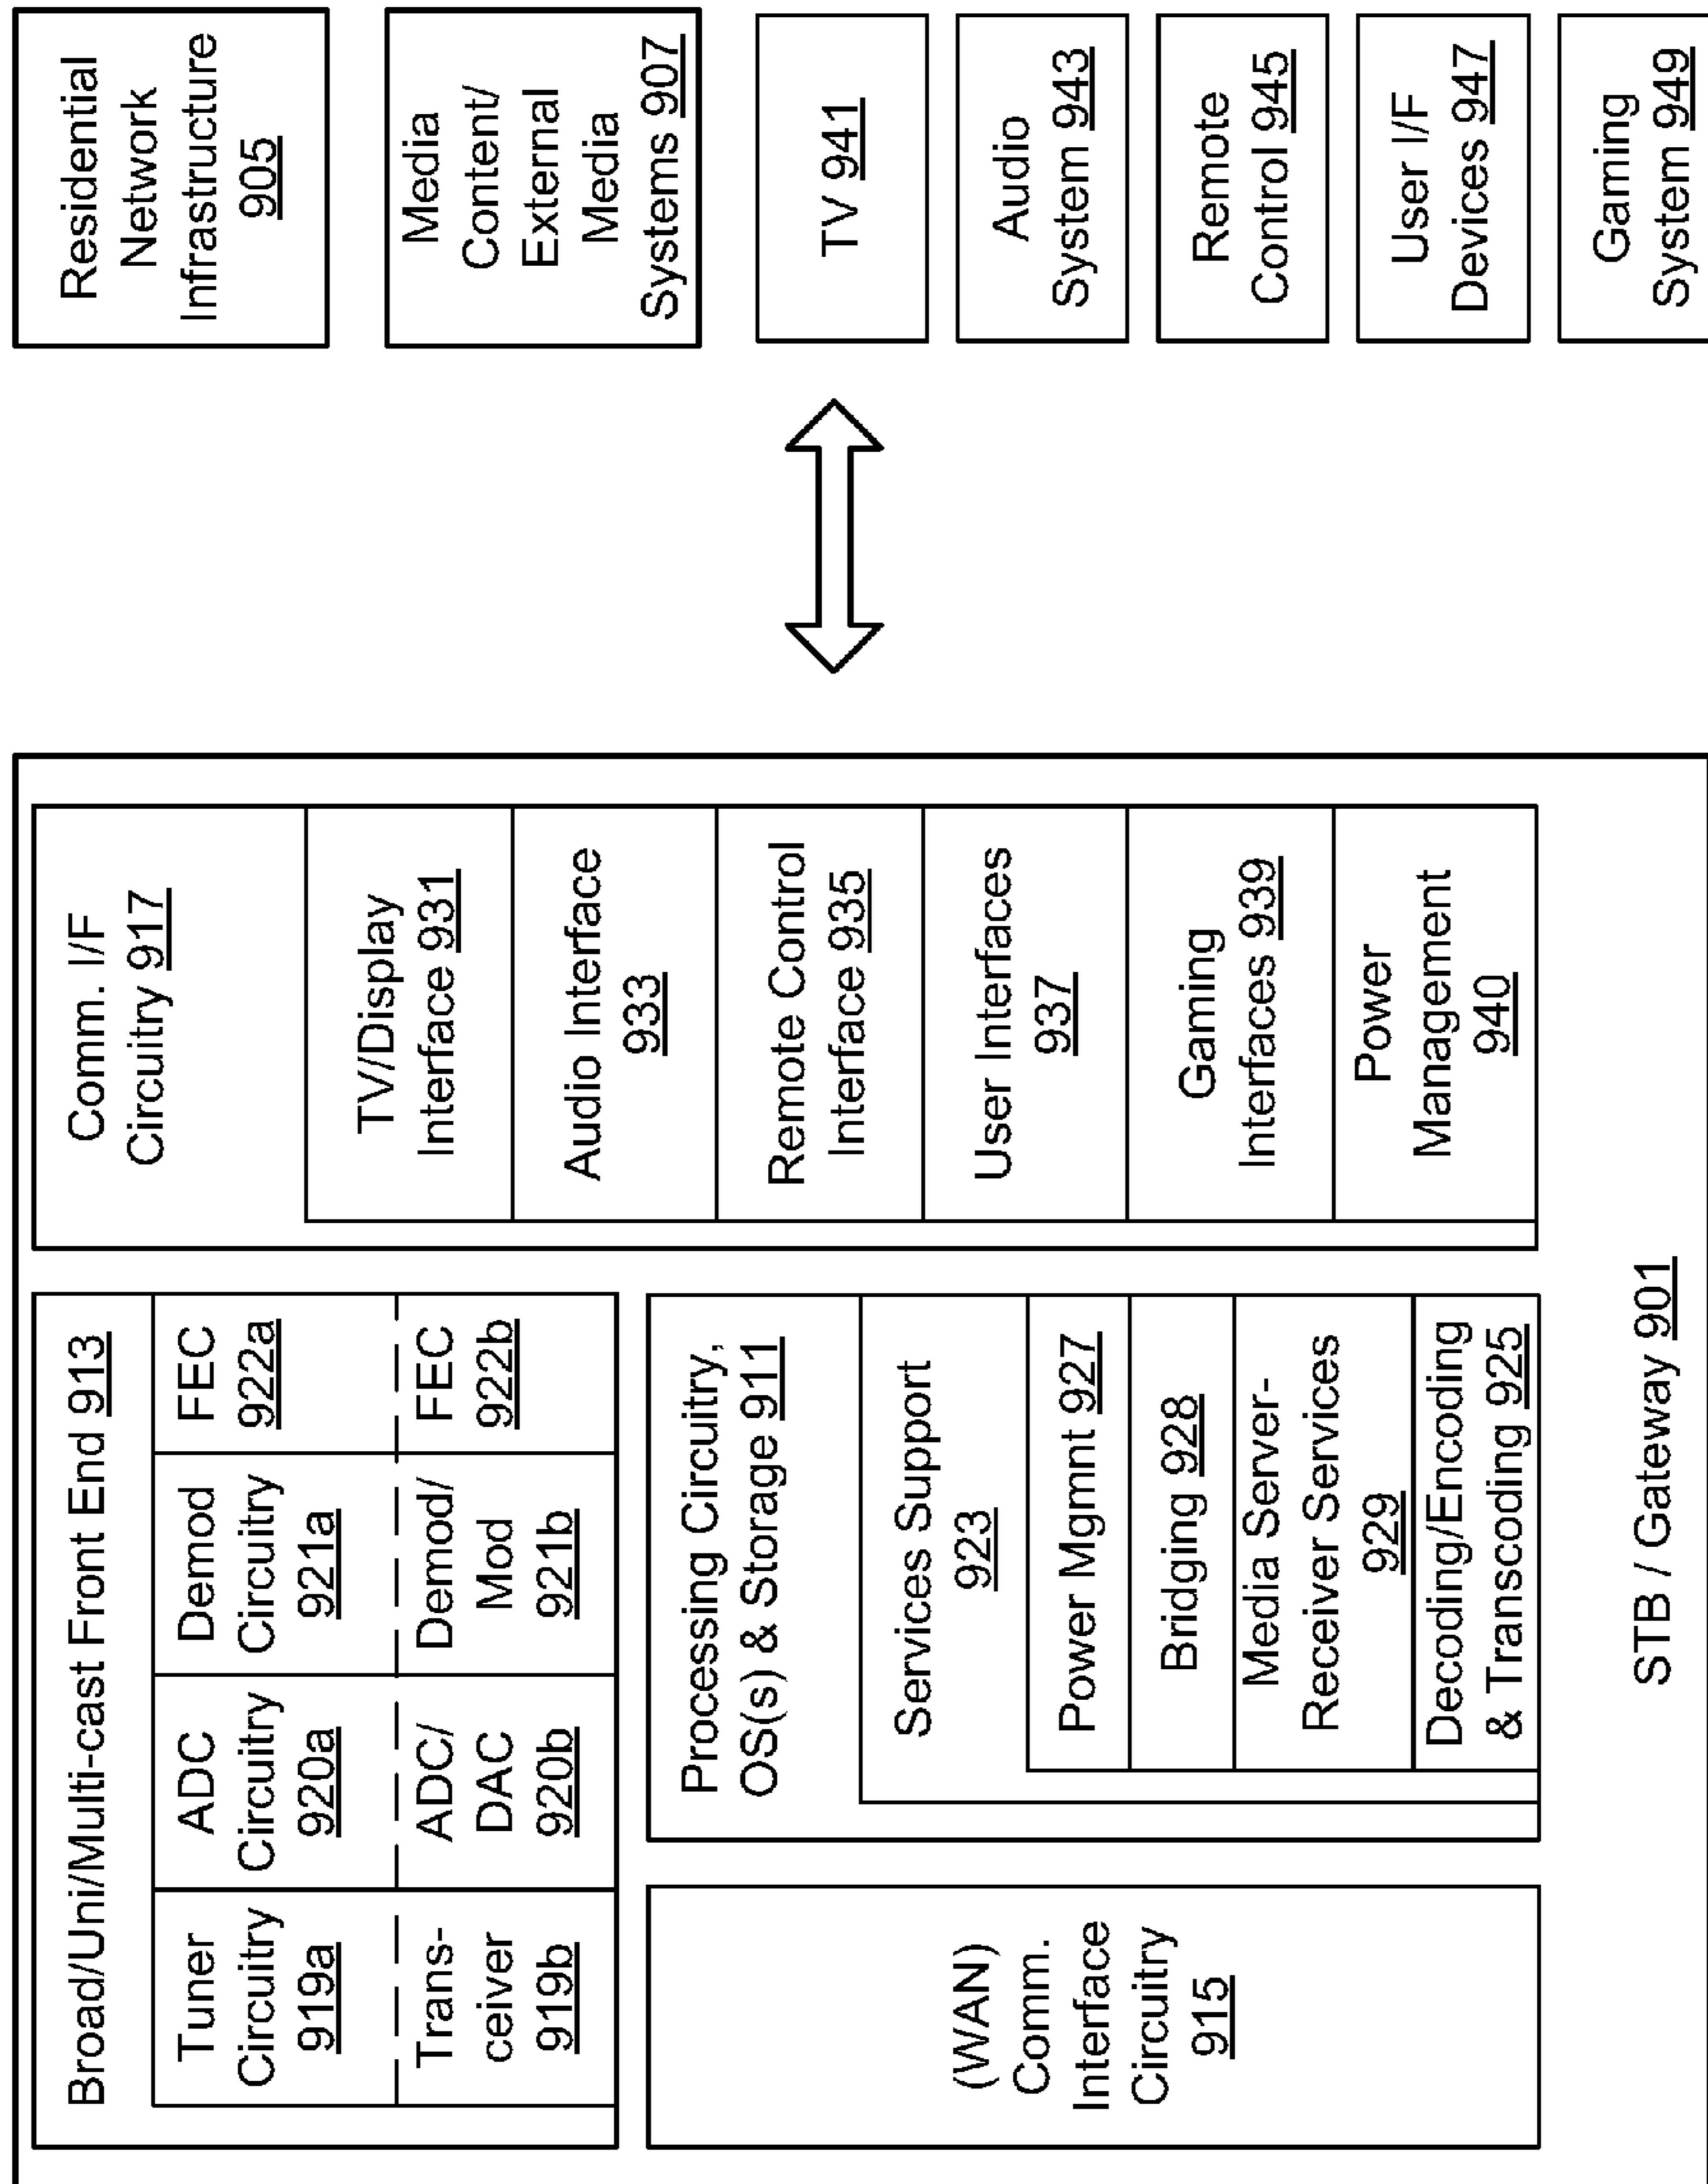 Broad/Uni/Multi-cast Front End 913
Tuner
Circuitry
919a
ADC
Circuitry
920a
Demod
Circuitry
921a
FEC
922a
Trans-
ceiver
919b
ADC/
DAC
920b
Demod/
Mod
921b
FEC
922b
(WAN)
Comm.
Interface
Circuitry
915
Processing Circuitry,
OS(s) & Storage 911
Services Support
923
Power Mgmnt 927
Bridging 928
Media Server-
Receiver Services
929
Decoding/Encoding
& Transcoding 925
Comm. I/F
Circuitry 917
TV/Display
Interface 931
Audio Interface
933
Remote Control
Interface 935
User Interfaces
937
Gaming
Interfaces 939
Power
Management
940
STB / Gateway 901
Residential
Network
Infrastructure
905
Media
Content/
External
Media
Systems 907
TV 941
Audio
System 943
Remote
Control 945
User I/F
Devices 947
Gaming
System 949